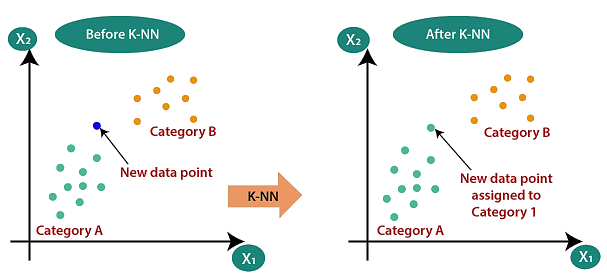 X₂
Before K-NN
Category B
New data point
Category A
X₁
K-NN
X₂
After K-NN
Category B
New data point
assigned to
Category 1
Category A
X₁